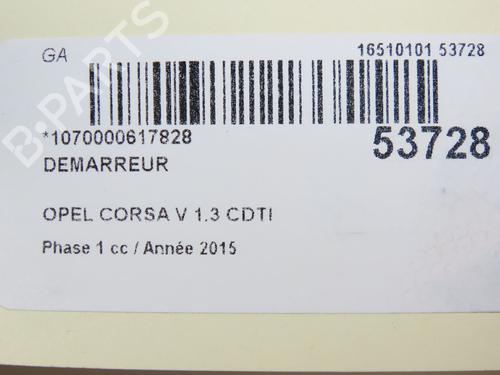 GA
16510101 53728
*1070000617828
53728
DEMARREUR
OPEL CORSA V 1.3 CDTI
Phase 1 cc / Année 2015
B-PARTS